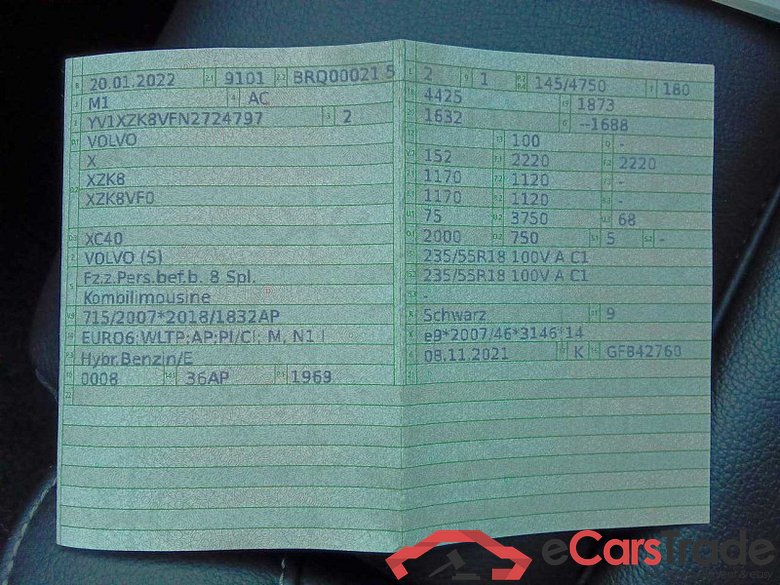 20.01.2022 9101 BRQ00021 5
M1 AC
YV1XZK8VFN2724797 2
VOLVO
X
XZK8
XZK8VF0
XC40
VOLVO (S)
Fz.z.Pers.bef.b. 8 Spl.
Kombilimousine
715/2007*2018/1832AP
EURO6;WLTP;AP;PI/CI; M, N1 I
Hybr.Benzin/E
0008 36AP 1969
2 1 145/4750 180
4425 1873
1632 --1688
100 -
152 2220 2220
1170 1120 -
1170 1120 -
75 3750 68
2000 750 5 -
235/55R18 100V A C1
235/55R18 100V A C1
-
Schwarz 9
e9*2007/46*3146*14
08.11.2021 K GF842760
eCarsTrade